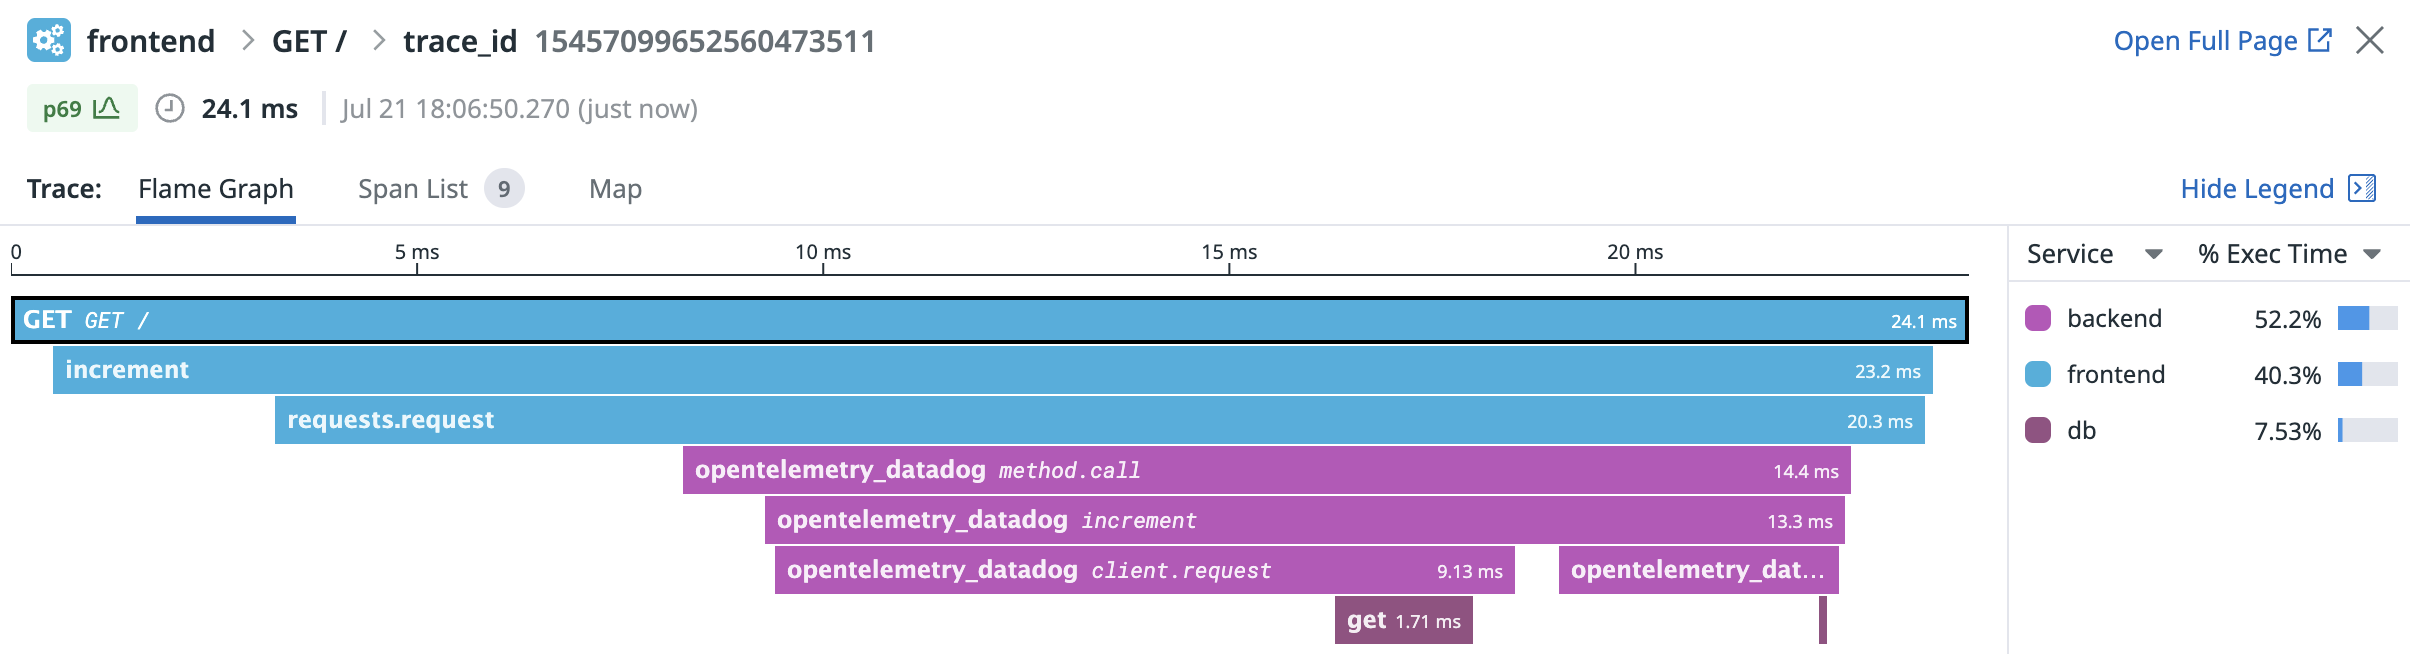 frontend > GET / > trace_id 15457099652560473511
Open Full Page
p69 24.1 ms Jul 21 18:06:50.270 (just now)
Trace: Flame Graph Span List 9 Map
Hide Legend
0 5 ms 10 ms 15 ms 20 ms
Service % Exec Time
GET GET / 24.1 ms
backend 52.2%
increment 23.2 ms
frontend 40.3%
requests.request 20.3 ms
db 7.53%
opentelemetry_datadog method.call 14.4 ms
opentelemetry_datadog increment 13.3 ms
opentelemetry_datadog client.request 9.13 ms
opentelemetry_dat...
get 1.71 ms